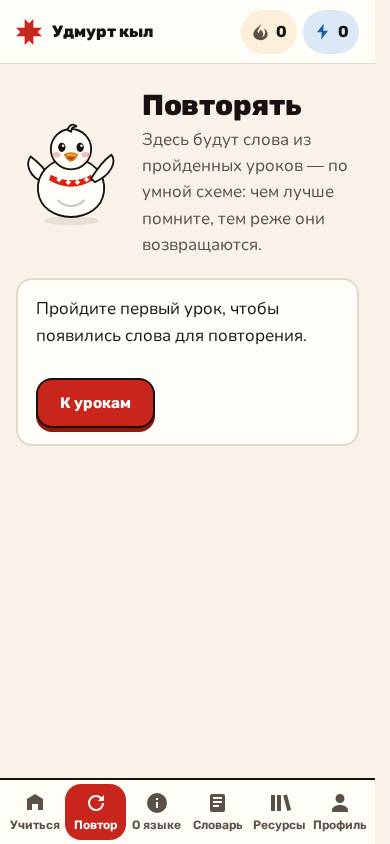 Удмурт кыл
0
0
Повторять
Здесь будут слова из
пройденных уроков — по
умной схеме: чем лучше
помните, тем реже они
возвращаются.
Пройдите первый урок, чтобы
появились слова для повторения.
К урокам
Учиться
Повтор
О языке
Словарь
Ресурсы
Профиль